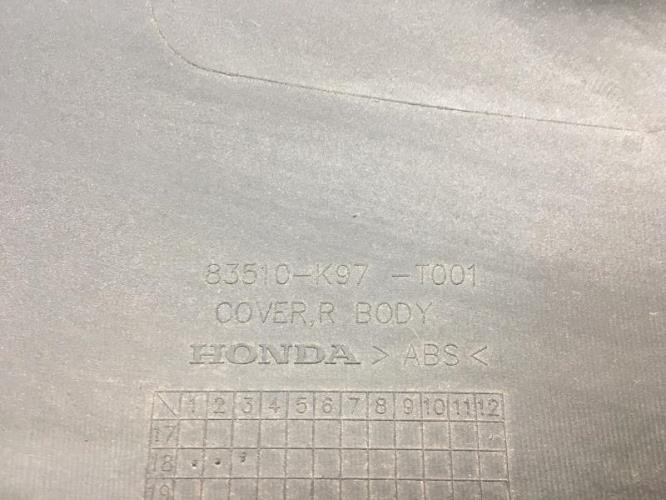 83510-K97 -T001
COVER,R BODY
HONDA >ABS<
1 2 3 4 5 6 7 8 9 10 11 12
17
18
19